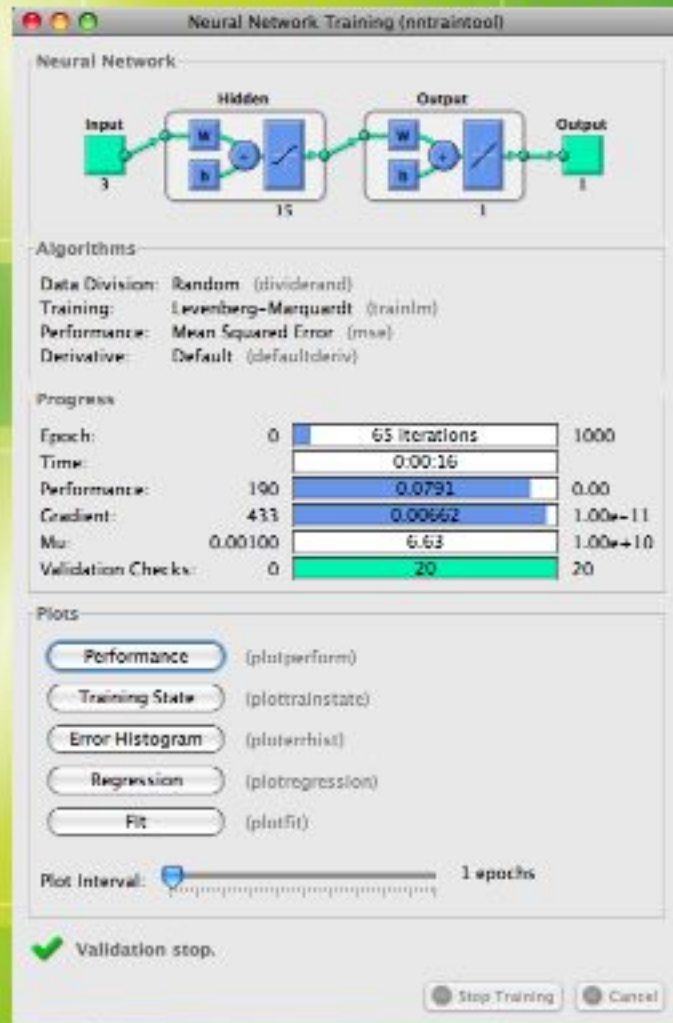 Neural Network Training (nntraintool)
Neural Network
Hidden
Output
Input
Output
W
W
b
b
+
+
3
15
1
1
Algorithms
Data Division: Random (dividerand)
Training: Levenberg-Marquardt (trainlm)
Performance: Mean Squared Error (mse)
Derivative: Default (defaultderiv)
Progress
Epoch: 0 65 iterations 1000
Time: 0:00:16
Performance: 190 0.0791 0.00
Gradient: 433 0.00662 1.00e-11
Mu: 0.00100 6.63 1.00e+10
Validation Checks: 0 20 20
Plots
Performance (plotperform)
Training State (plottrainstate)
Error Histogram (ploterrhist)
Regression (plotregression)
Fit (plotfit)
Plot Interval: 1 epochs
Validation stop.
Stop Training Cancel